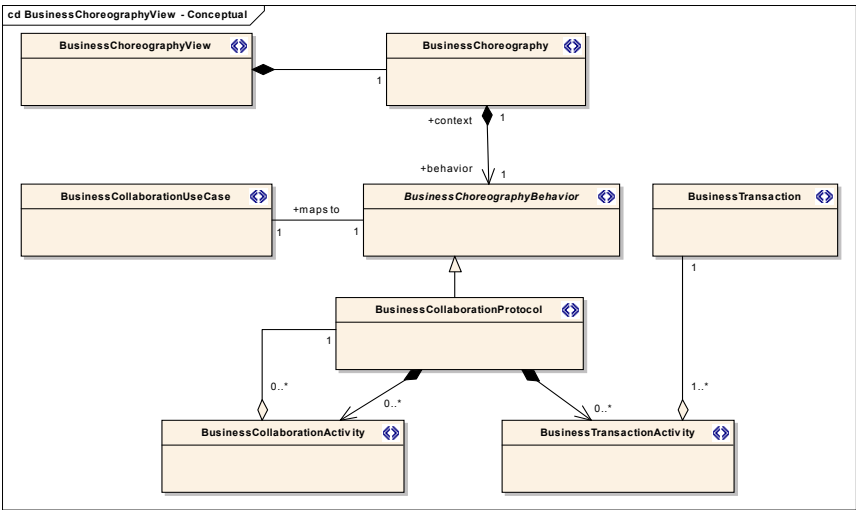 cd BusinessChoreographyView - Conceptual
BusinessChoreographyView
BusinessChoreography
1
+context
1
+behavior
1
BusinessCollaborationUseCase
BusinessChoreographyBehavior
BusinessTransaction
+maps to
1
1
1
BusinessCollaborationProtocol
1
0..*
0..*
0..*
1..*
BusinessCollaborationActivity
BusinessTransactionActivity